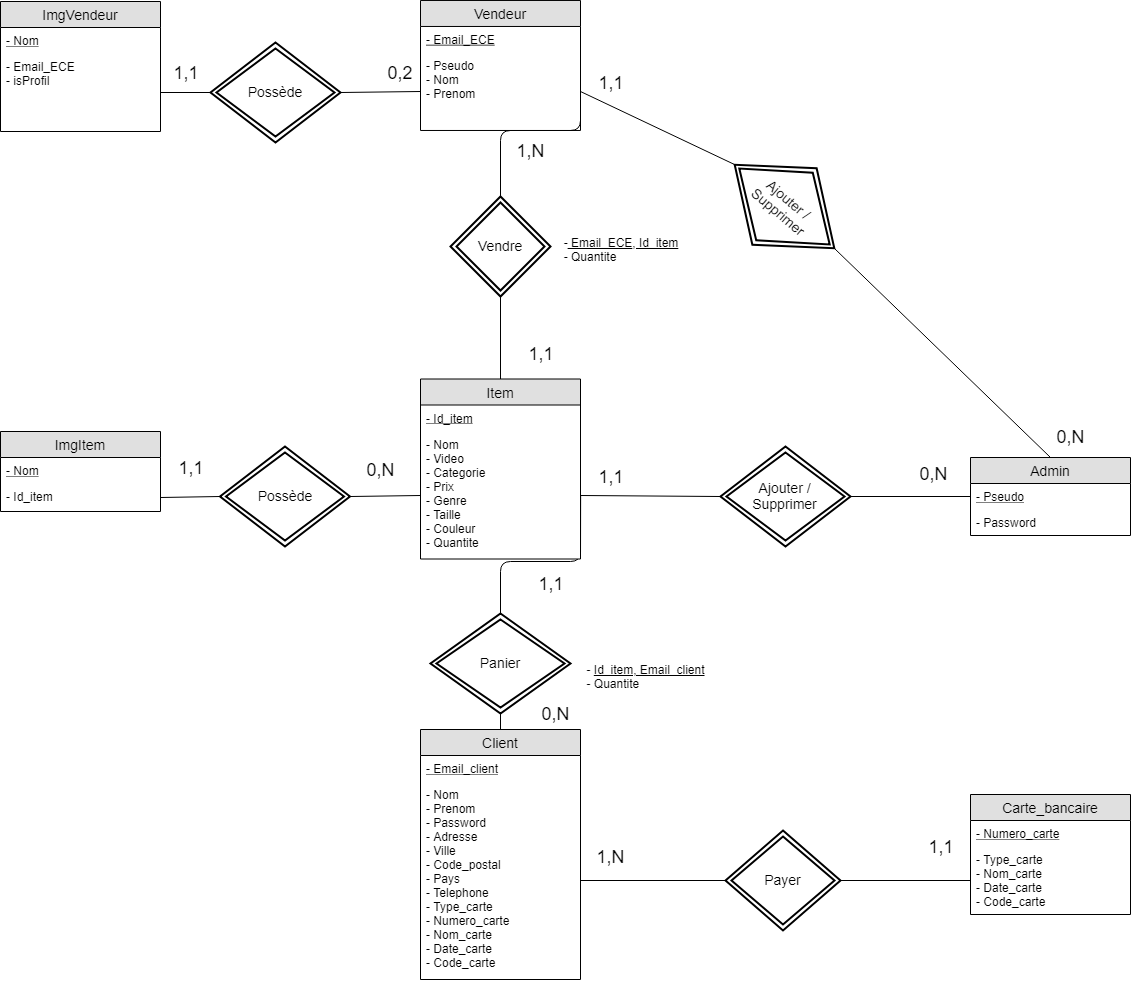 ImgVendeur
- Nom
- Email_ECE
- isProfil
1,1
Possède
0,2
Vendeur
- Email_ECE
- Pseudo
- Nom
- Prenom
1,1
1,N
Ajouter /
Supprimer
Vendre
- Email_ECE, Id_item
- Quantite
1,1
0,N
Item
- Id_item
- Nom
- Video
- Categorie
- Prix
- Genre
- Taille
- Couleur
- Quantite
ImgItem
- Nom
- Id_item
1,1
Possède
0,N
1,1
Ajouter /
Supprimer
0,N
Admin
- Pseudo
- Password
1,1
Panier
- Id_item, Email_client
- Quantite
0,N
Client
- Email_client
- Nom
- Prenom
- Password
- Adresse
- Ville
- Code_postal
- Pays
- Telephone
- Type_carte
- Numero_carte
- Nom_carte
- Date_carte
- Code_carte
1,N
Payer
1,1
Carte_bancaire
- Numero_carte
- Type_carte
- Nom_carte
- Date_carte
- Code_carte